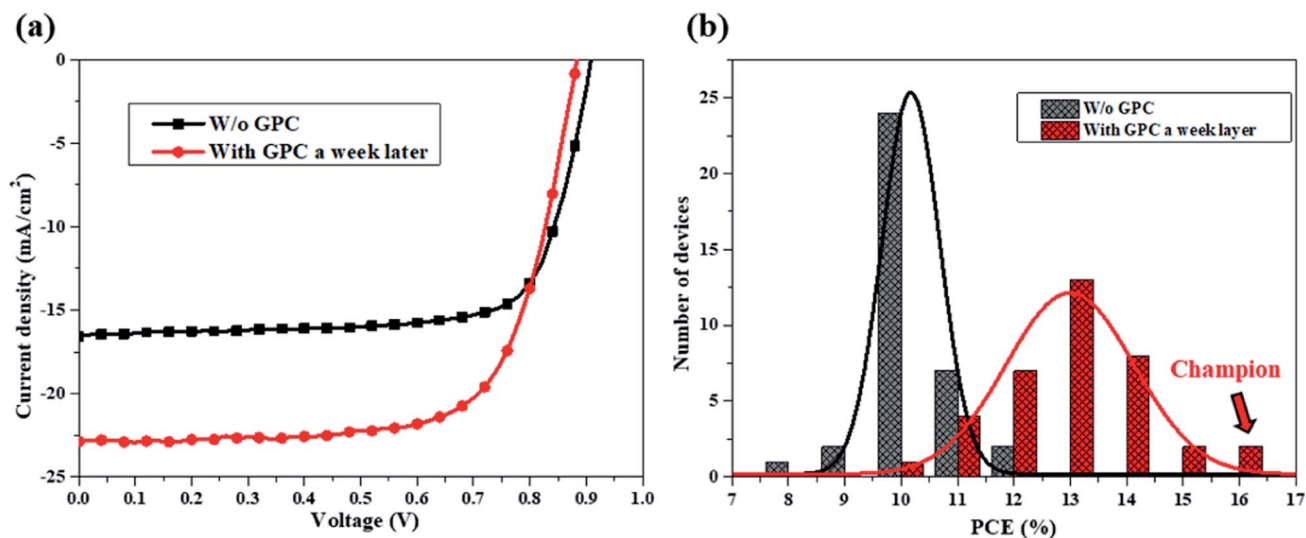 (a)
0
-5
-10
-15
-20
-25
Current density (mA/cm²)
W/o GPC
With GPC a week later
0.0 0.1 0.2 0.3 0.4 0.5 0.6 0.7 0.8 0.9 1.0
Voltage (V)
(b)
25
20
15
10
5
0
Number of devices
W/o GPC
With GPC a week layer
Champion
7 8 9 10 11 12 13 14 15 16 17
PCE (%)